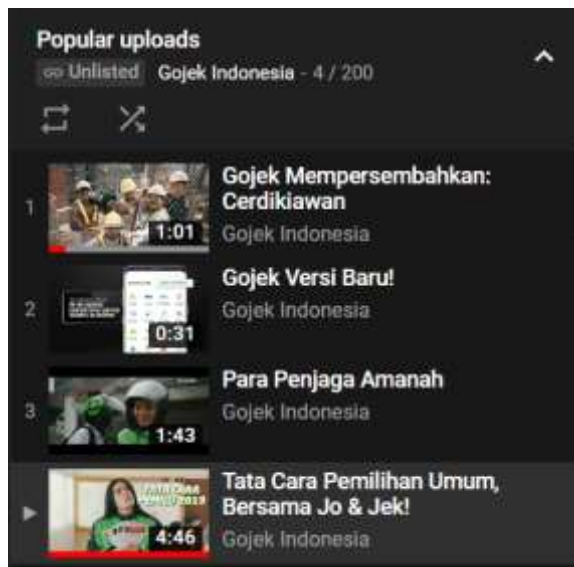 Popular uploads
Unlisted Gojek Indonesia - 4 / 200
1
Gojek Mempersembahkan:
Cerdikiawan
1:01
Gojek Indonesia
2
Gojek Versi Baru!
0:31
Gojek Indonesia
3
Para Penjaga Amanah
1:43
Gojek Indonesia
TATA CARA
Tata Cara Pemilihan Umum,
Bersama Jo & Jek!
4:46
Gojek Indonesia